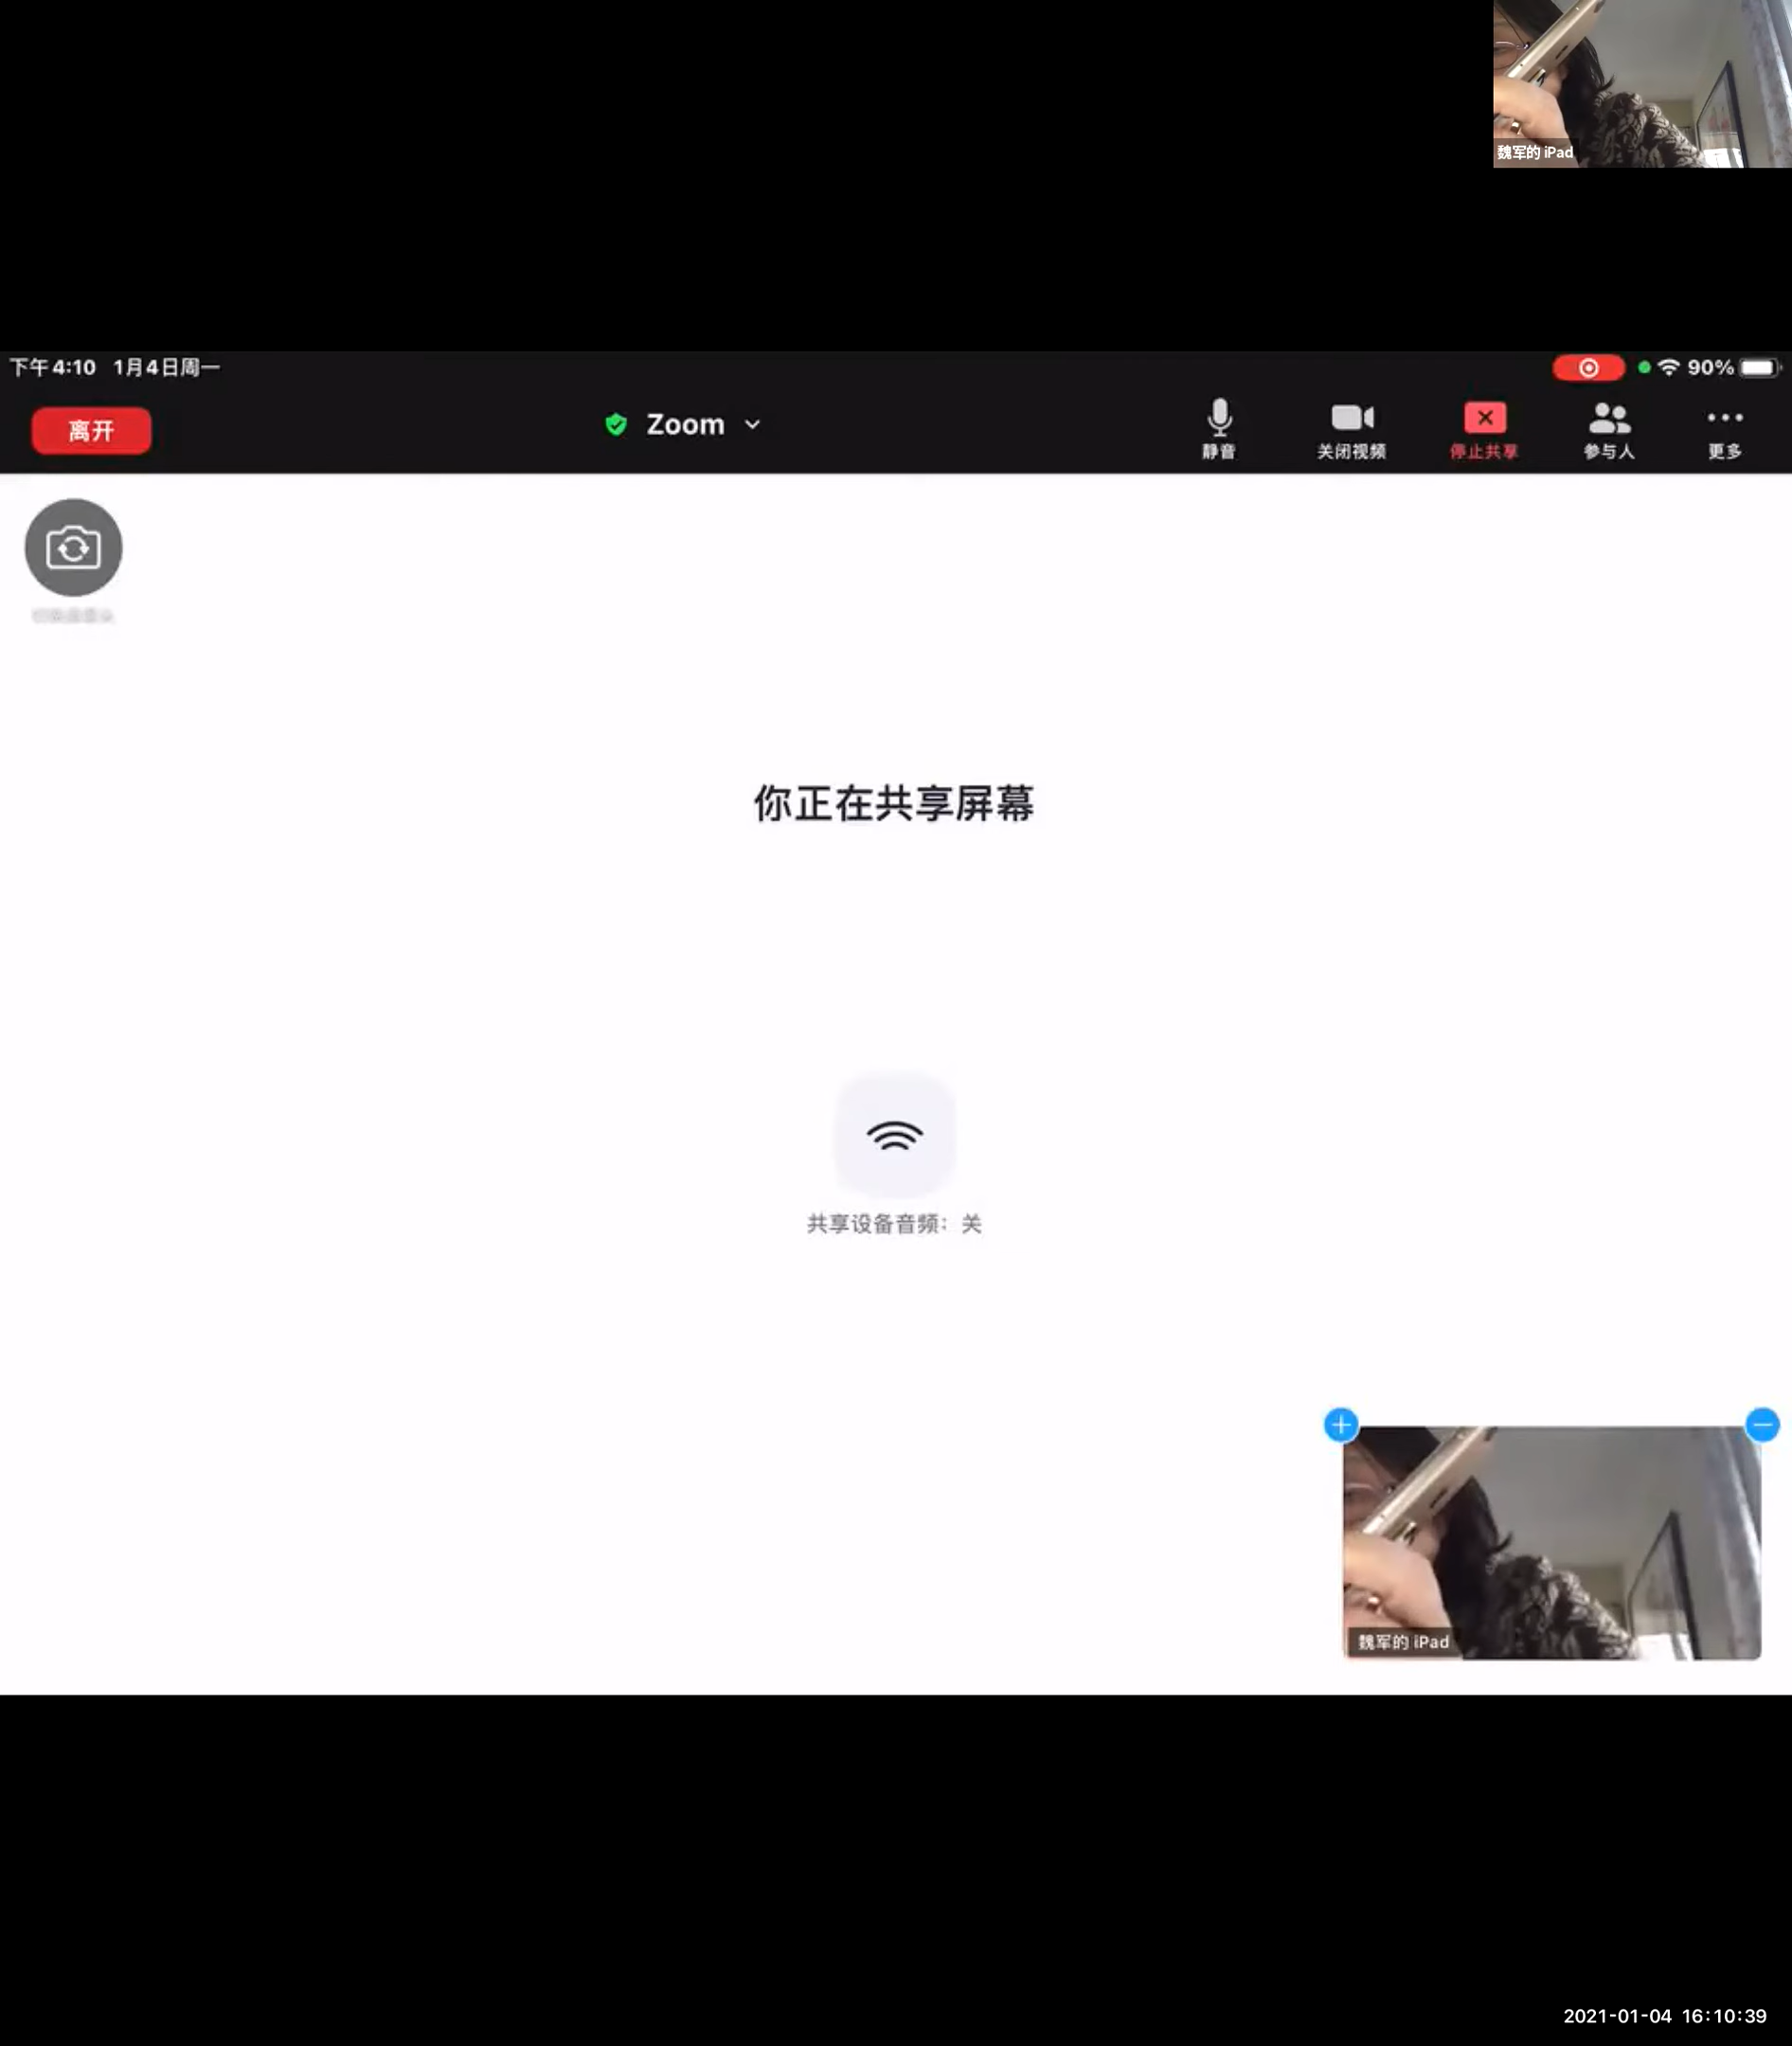 魏军的 iPad
下午4:10 1月4日周一
90%
离开
Zoom
静音
关闭视频
停止共享
参与人
更多
你正在共享屏幕
共享设备音频：关
魏军的 iPad
2021-01-04 16:10:39